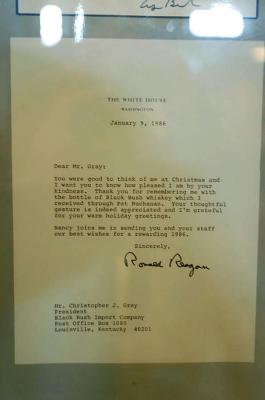 THE WHITE HOUSE
WASHINGTON
January 9, 1986
Dear Mr. Gray:
You were good to think of me at Christmas and
I want you to know how pleased I am by your
kindness. Thank you for remembering me with
the bottle of Black Bush whiskey which I
received through Pat Buchanan. Your thoughtful
gesture is indeed appreciated and I'm grateful
for your warm holiday greetings.
Nancy joins me in sending you and your staff
our best wishes for a rewarding 1986.
Sincerely,
Ronald Reagan
Mr. Christopher J. Gray
President
Black Bush Import Company
Post Office Box 1080
Louisville, Kentucky 40201